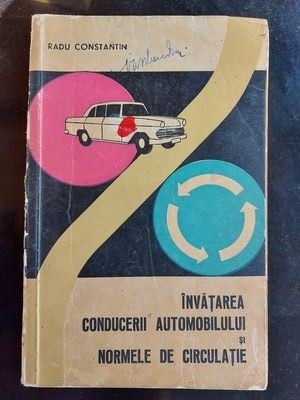 RADU CONSTANTIN
ÎNVĂȚAREA
CONDUCERII AUTOMOBILULUI
ȘI
NORMELE DE CIRCULAȚIE